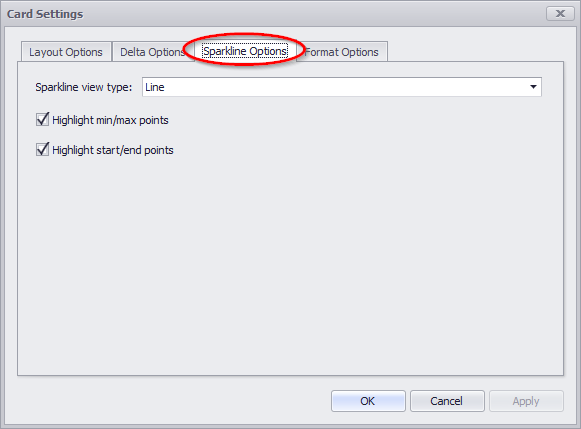 Card Settings
Layout Options Delta Options Sparkline Options Format Options
Sparkline view type: Line
Highlight min/max points
Highlight start/end points
OK Cancel Apply